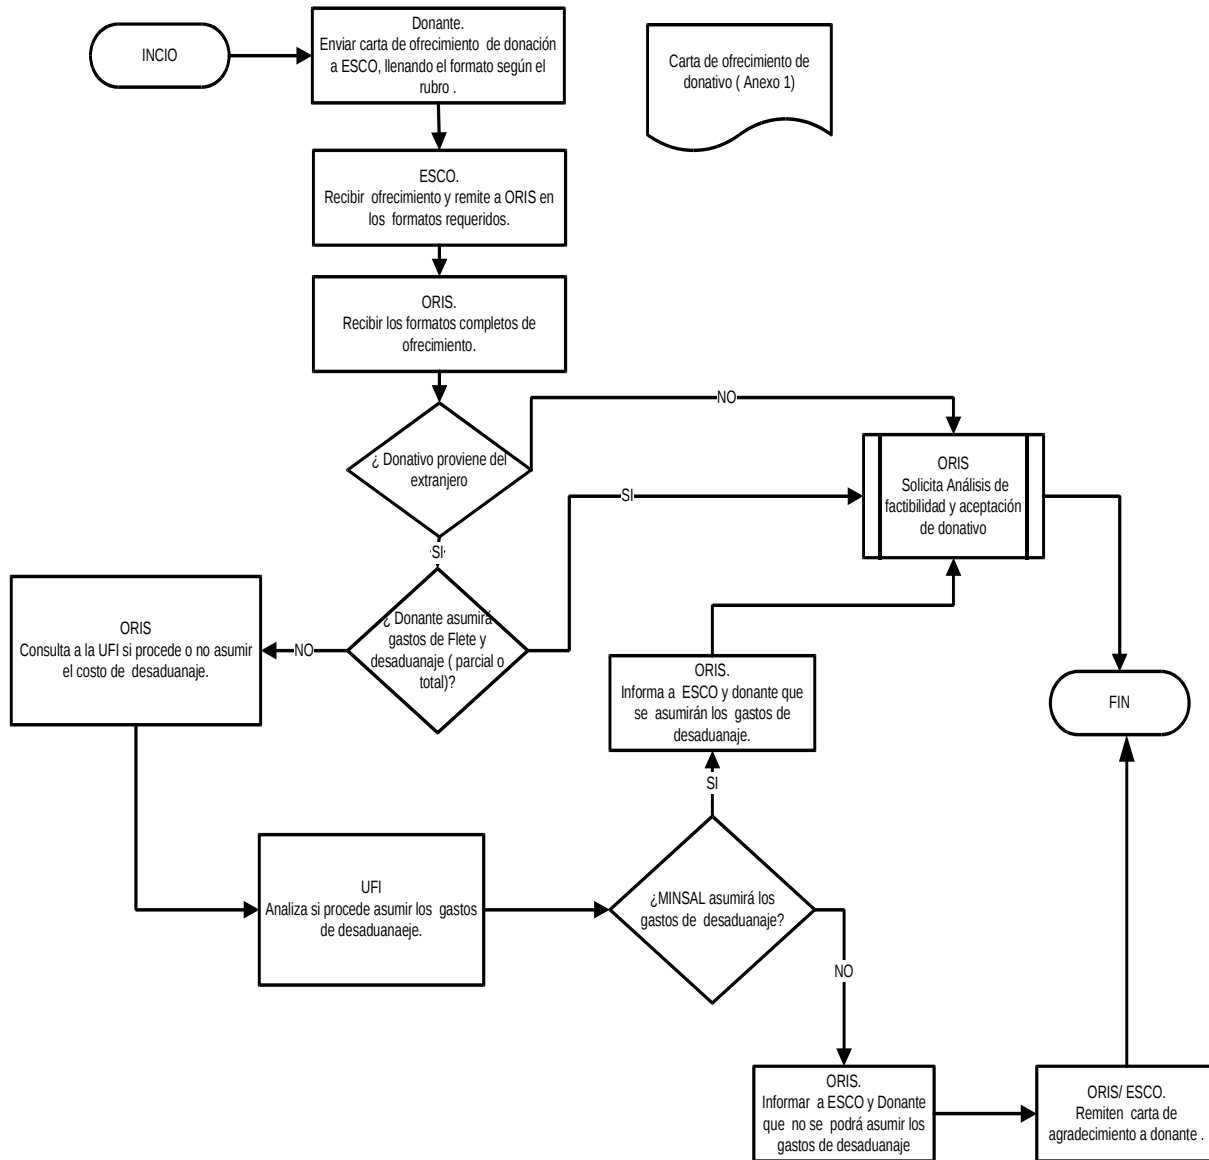 INCIO
Donante.
Enviar carta de ofrecimiento de donación
a ESCO, llenando el formato según el
rubro .
Carta de ofrecimiento de
donativo ( Anexo 1)
ESCO.
Recibir ofrecimiento y remite a ORIS en
los formatos requeridos.
ORIS.
Recibir los formatos completos de
ofrecimiento.
NO
¿ Donativo proviene del
extranjero
ORIS
Solicita Análisis de
factibilidad y aceptación
de donativo
SI
SI
¿ Donante asumirá
gastos de Flete y
desaduanaje ( parcial o
total)?
NO
ORIS
Consulta a la UFI si procede o no asumir
el costo de desaduanaje.
ORIS.
Informa a ESCO y donante que
se asumirán los gastos de
desaduanaje.
FIN
SI
UFI
Analiza si procede asumir los gastos
de desaduanaeje.
¿MINSAL asumirá los
gastos de desaduanaje?
NO
ORIS.
Informar a ESCO y Donante
que no se podrá asumir los
gastos de desaduanaje
ORIS/ ESCO.
Remiten carta de
agradecimiento a donante .